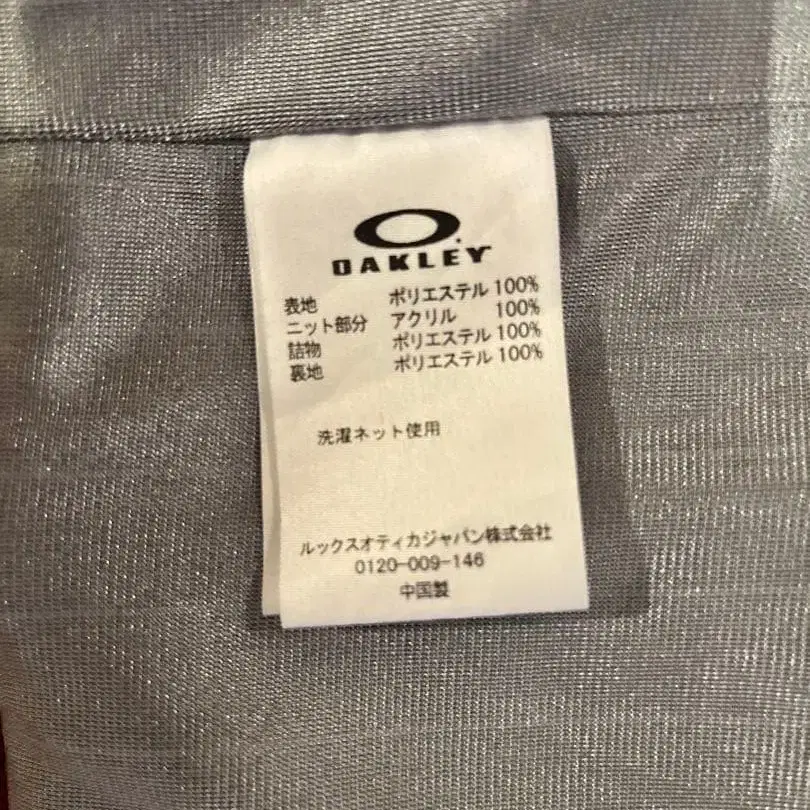 OAKLEY
表地 ポリエステル 100%
ニット部分 アクリル 100%
詰物 ポリエステル 100%
裏地 ポリエステル 100%
洗濯ネット使用
ルックスオティカジャパン株式会社
0120-009-146
中国製